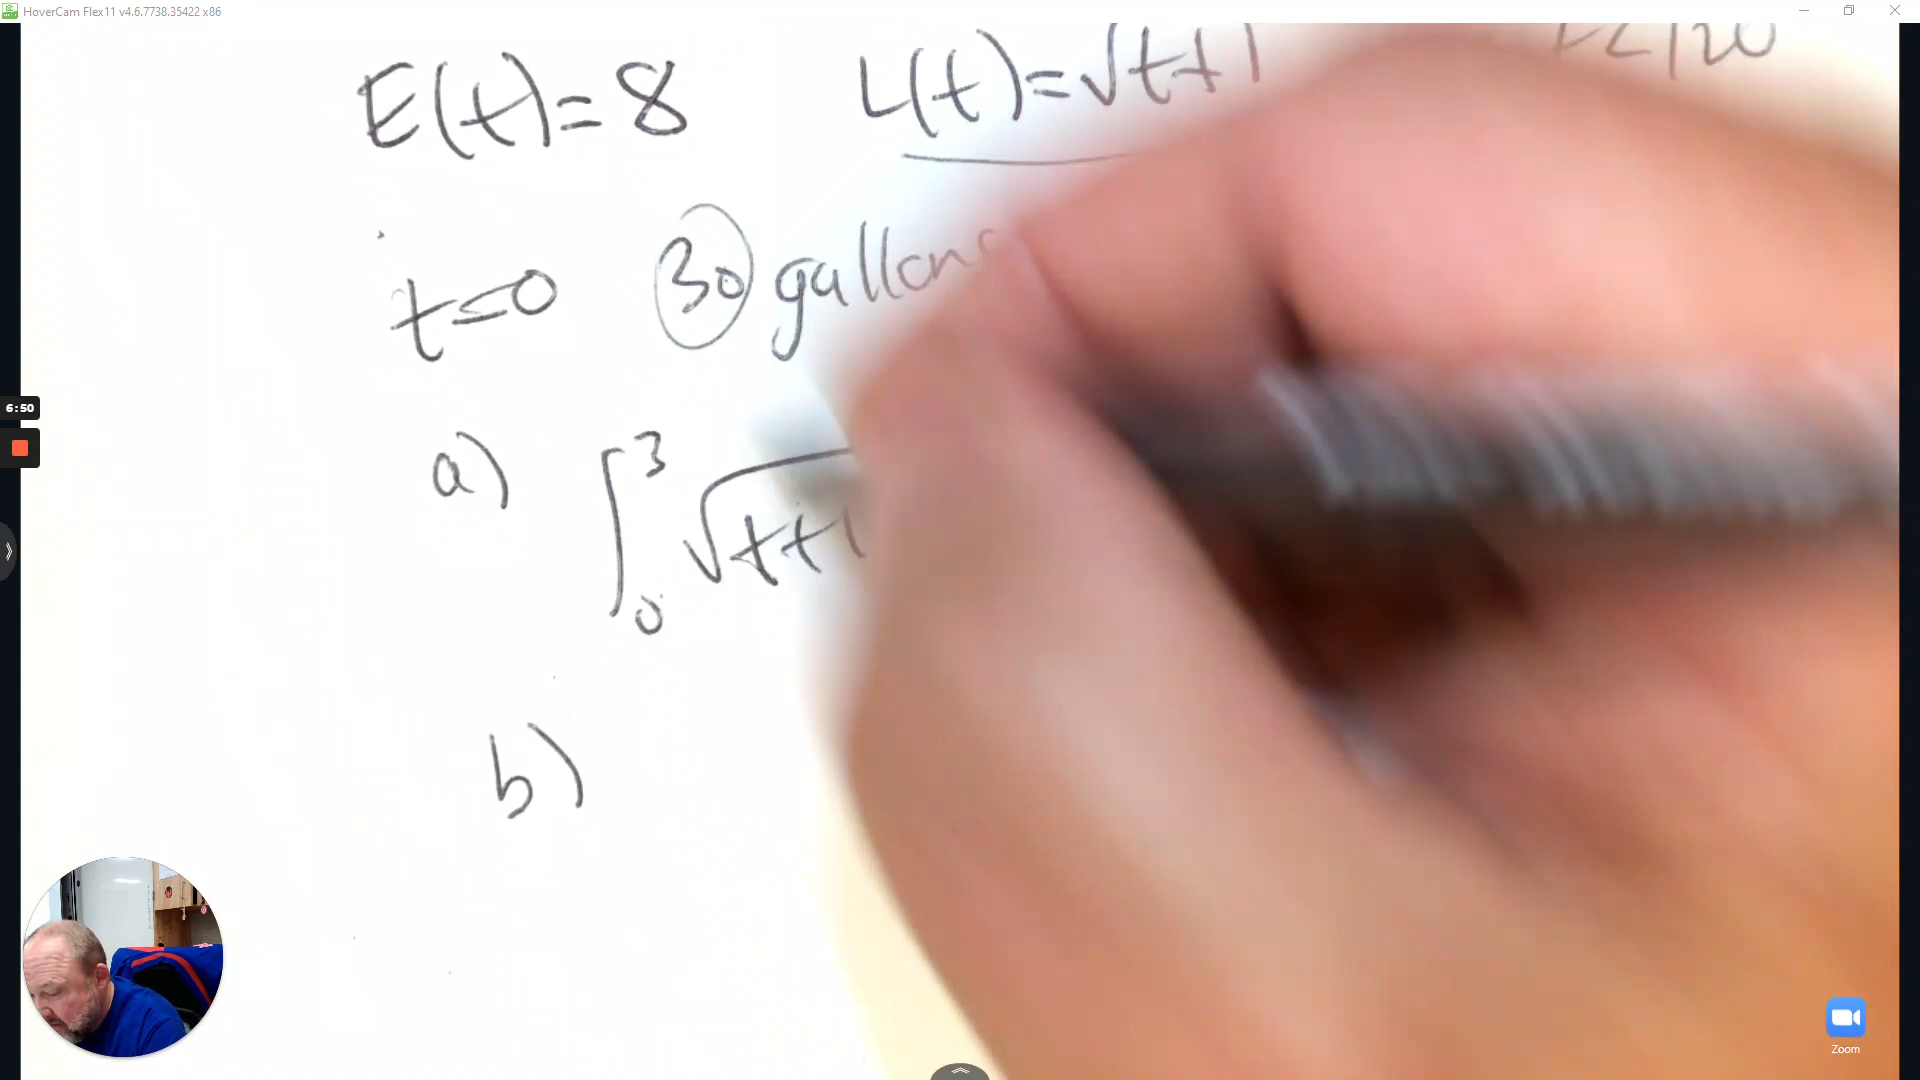 HoverCam Flex11 v4.6.7738.35422 x86
E(t)=8 L(t)=√t+1
t=0 30 gallons
6:50
a) ∫₀³ √t+1
b)
Zoom